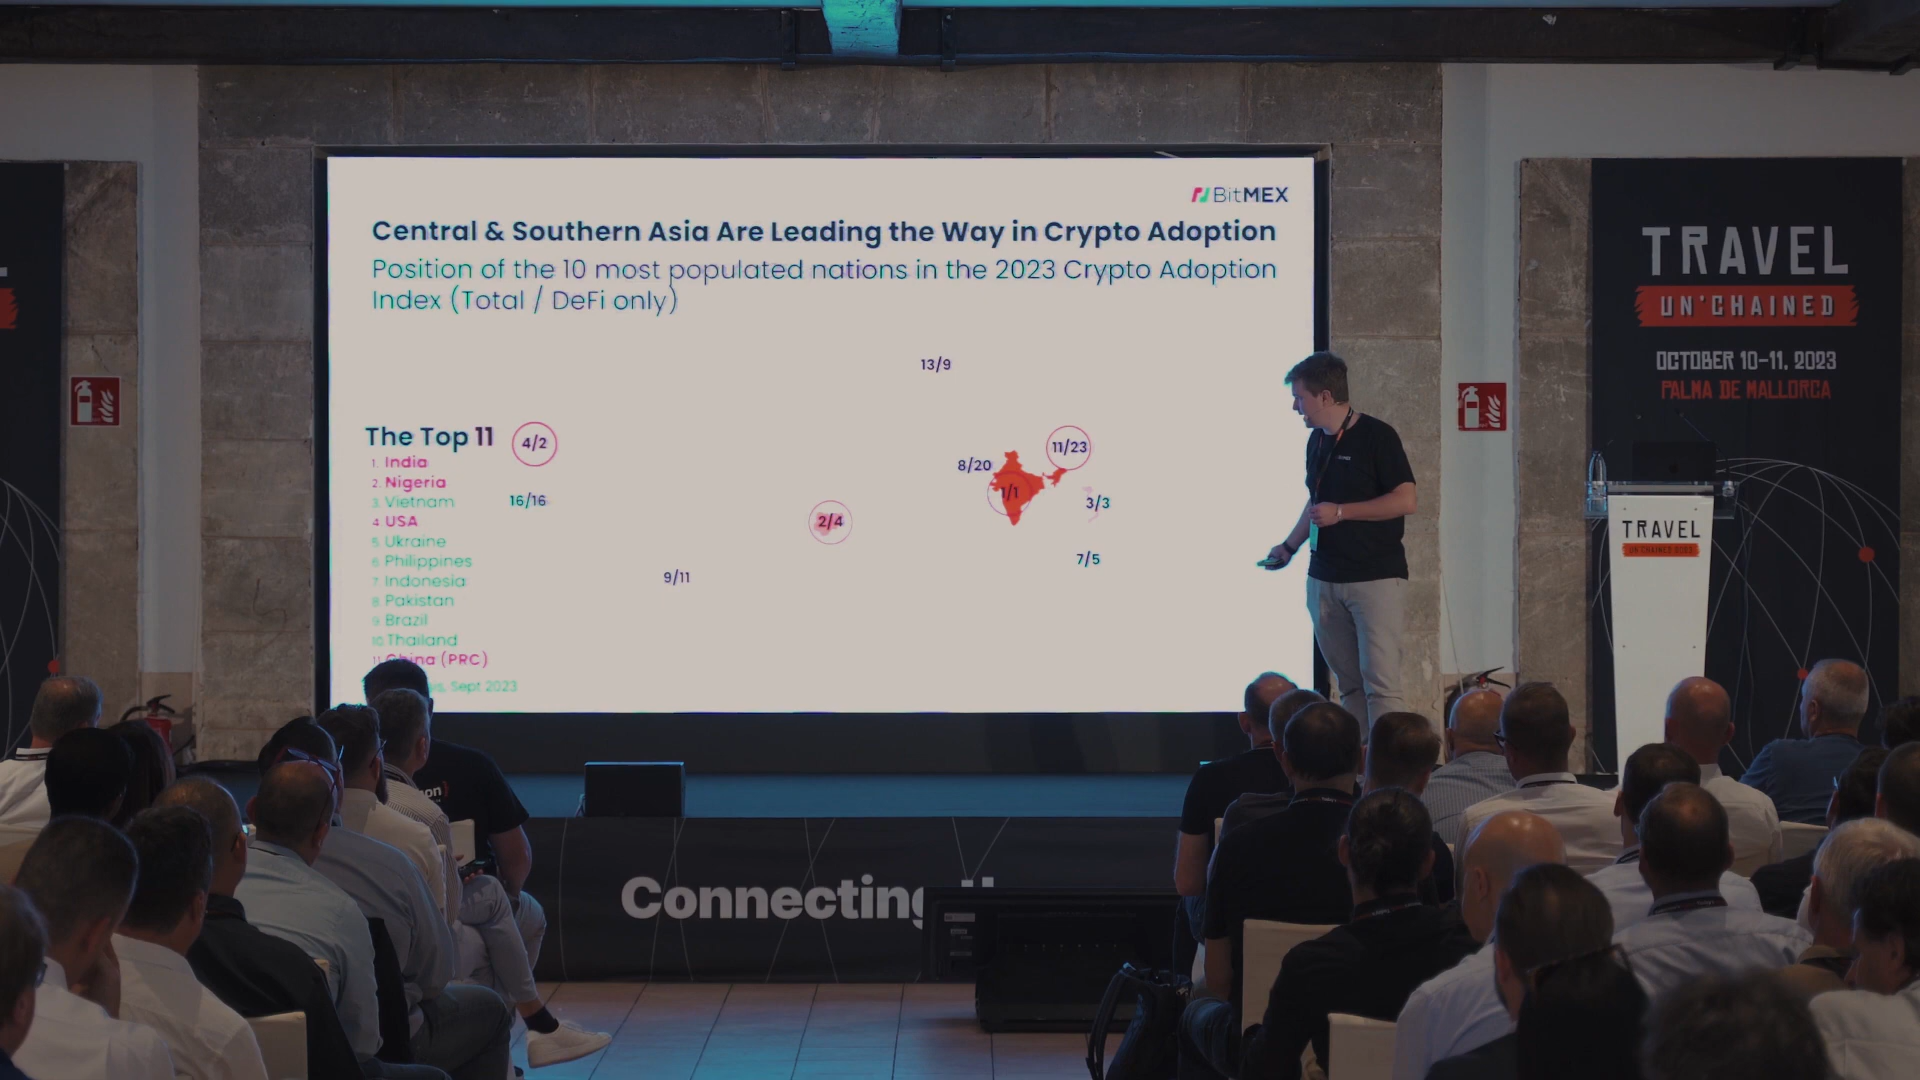 BitMEX
Central & Southern Asia Are Leading the Way in Crypto Adoption
Position of the 10 most populated nations in the 2023 Crypto Adoption
Index (Total / DeFi only)
13/9
The Top 11
4/2
11/23
8/20
1/1
3/3
16/16
2/4
7/5
9/11
1. India
2. Nigeria
3. Vietnam
4. USA
5. Ukraine
6. Philippines
7. Indonesia
8. Pakistan
9. Brazil
10. Thailand
11. China (PRC)
Sept 2023
TRAVEL
UN'CHAINED
OCTOBER 10-11, 2023
PALMA DE MALLORCA
TRAVEL
UN'CHAINED 2023
Connecting